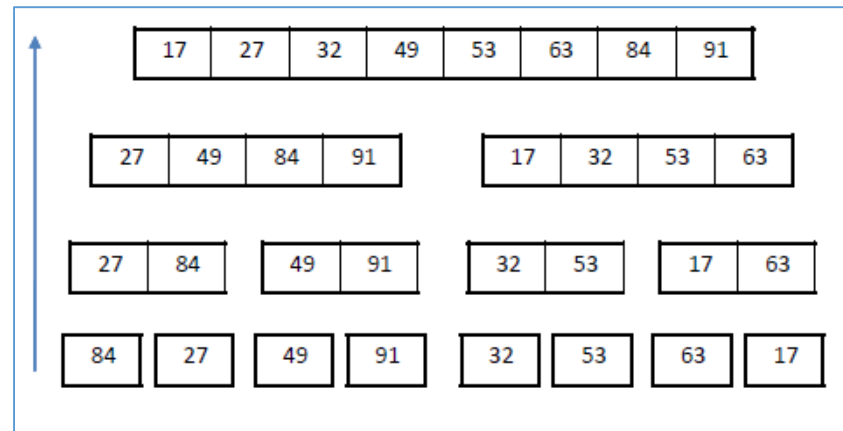 17 27 32 49 53 63 84 91
27 49 84 91 17 32 53 63
27 84 49 91 32 53 17 63
84 27 49 91 32 53 63 17